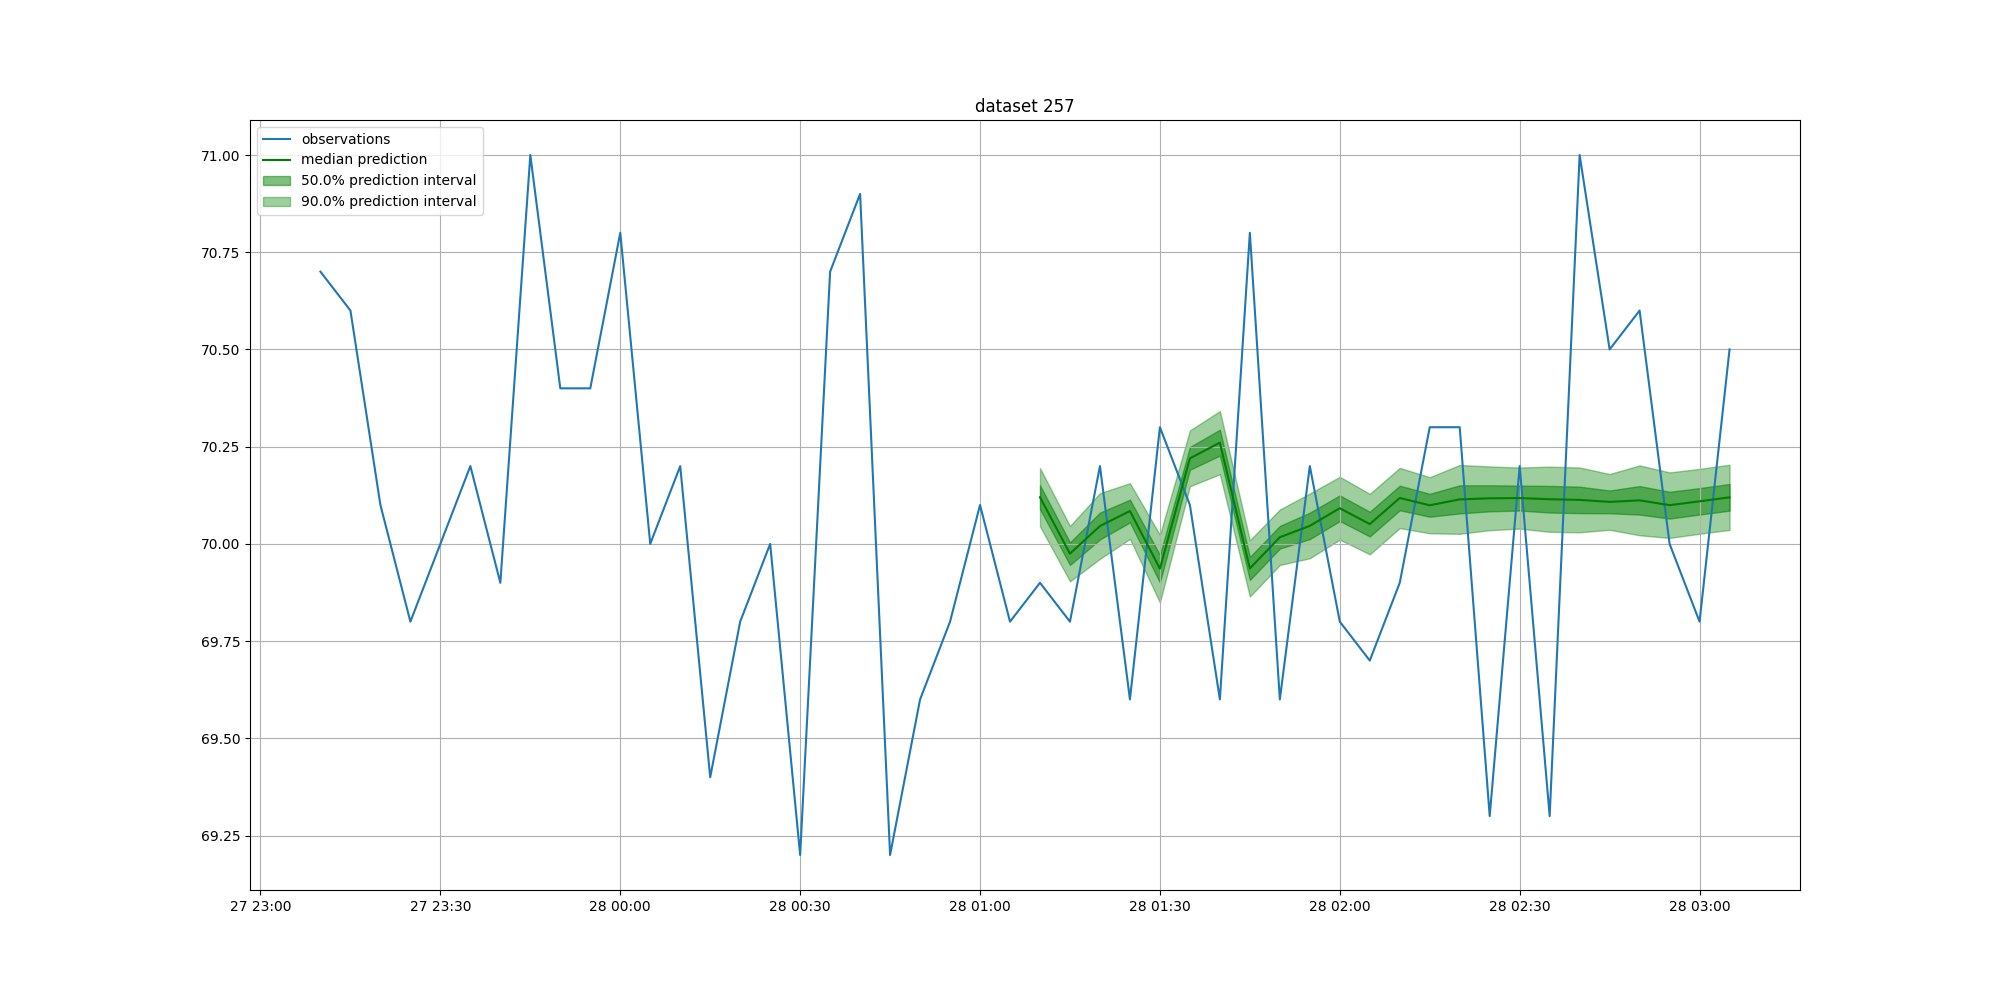 dataset 257
observations
median prediction
50.0% prediction interval
90.0% prediction interval
71.00
70.75
70.50
70.25
70.00
69.75
69.50
69.25
27 23:00 27 23:30 28 00:00 28 00:30 28 01:00 28 01:30 28 02:00 28 02:30 28 03:00